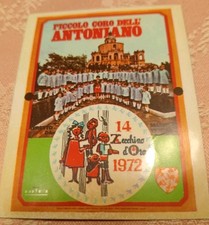 PICCOLO CORO DELL'
ANTONIANO
14
Zecchino
d'Oro
1972